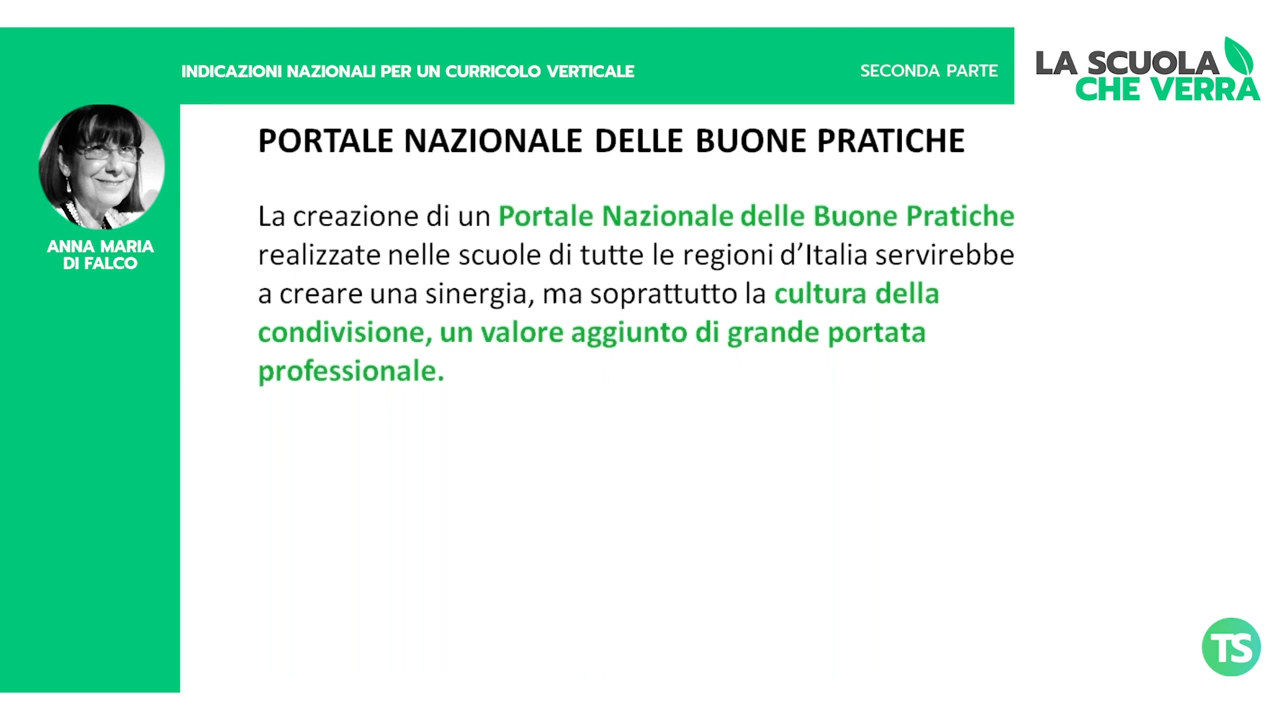 INDICAZIONI NAZIONALI PER UN CURRICOLO VERTICALE
SECONDA PARTE
LA SCUOLA
CHE VERRA
ANNA MARIA
DI FALCO
PORTALE NAZIONALE DELLE BUONE PRATICHE
La creazione di un Portale Nazionale delle Buone Pratiche
realizzate nelle scuole di tutte le regioni d’Italia servirebbe
a creare una sinergia, ma soprattutto la cultura della
condivisione, un valore aggiunto di grande portata
professionale.
TS